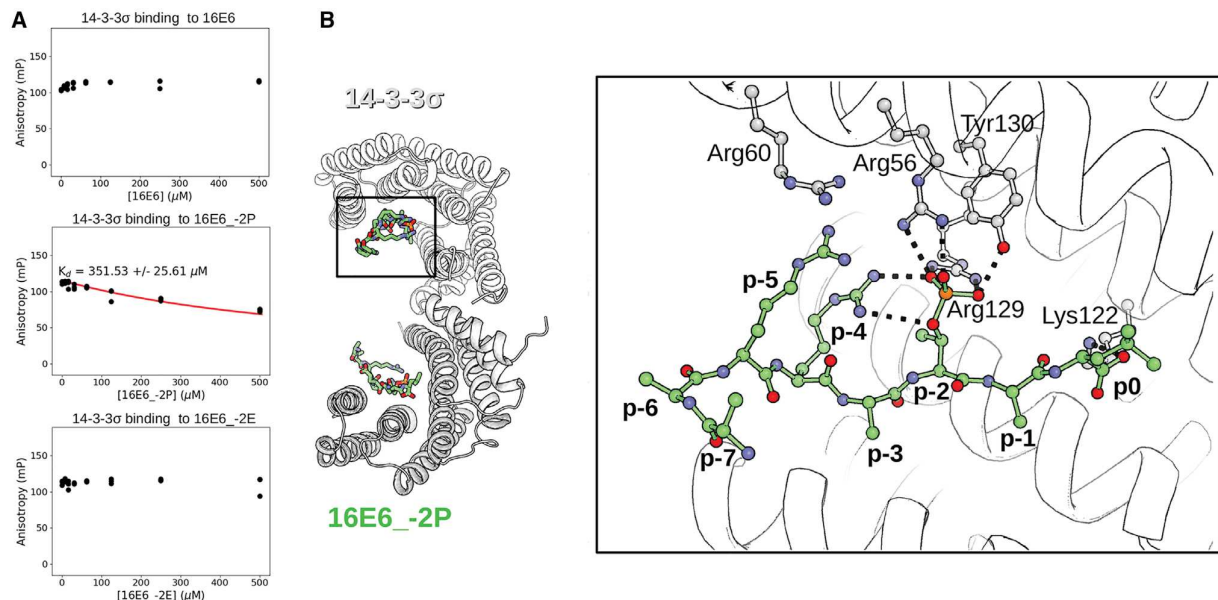 A
14-3-3σ binding to 16E6
Anisotropy (mP)
150
100
50
0
0 100 200 300 400 500
[16E6] (μM)
14-3-3σ binding to 16E6_-2P
Anisotropy (mP)
150
100
50
0
K_d = 351.53 +/- 25.61 μM
0 100 200 300 400 500
[16E6_-2P] (μM)
14-3-3σ binding to 16E6_-2E
Anisotropy (mP)
150
100
50
0
0 100 200 300 400 500
[16E6_-2E] (μM)
B
14-3-3σ
16E6_-2P
Arg60
Arg56
Tyr130
p-5
p-4
Arg129
Lys122
p-6
p-7
p-3
p-2
p-1
p0